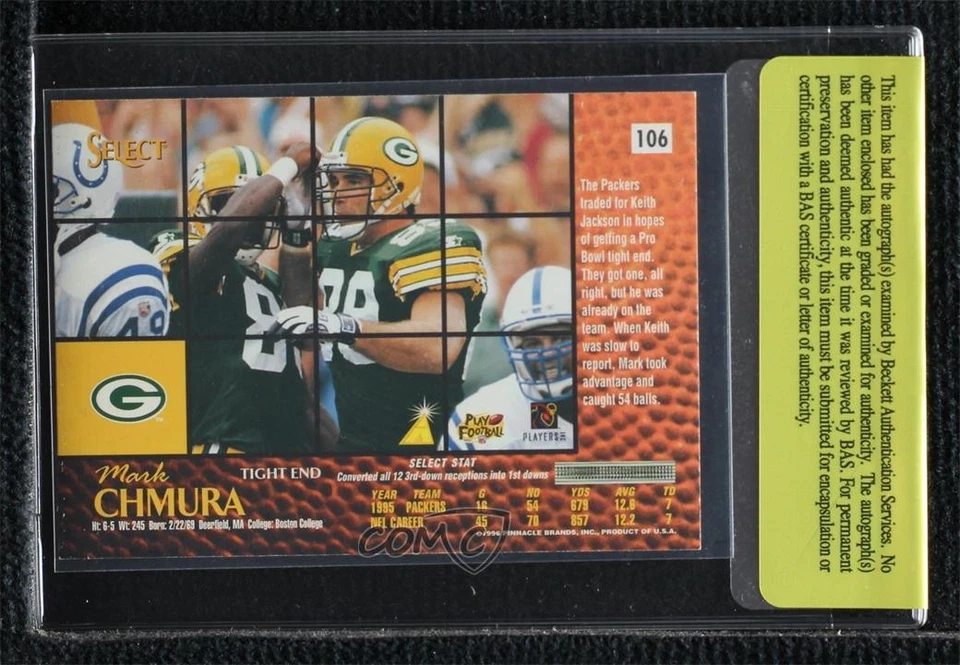 SELECT
106
The Packers
traded for Keith
Jackson in hopes
of getting a Pro
Bowl tight end.
They got one, all
right, but he was
already on the
team. When Keith
was slow to
report, Mark took
advantage and
caught 54 balls.
G
G
89
8
49
PLAY
FOOTBALL
PLAYERS
Mark
CHMURA
TIGHT END
Ht: 6-5 Wt: 245 Born: 2/22/69 Deerfield, MA College: Boston College
SELECT STAT
Converted all 12 3rd-down receptions into 1st downs
YEAR TEAM G NO YDS AVG TD
1995 PACKERS 16 54 679 12.6 7
NFL CAREER 45 70 857 12.2 7
©1996 PINNACLE BRANDS, INC., PRODUCT OF U.S.A.
COMC
This item has had the autograph(s) examined by Beckett Authentication Services. No
other item enclosed has been graded or examined for authenticity. The autograph(s)
has been deemed authentic at the time it was reviewed by BAS. For permanent
preservation and authenticity, this item must be submitted for encapsulation or
certification with a BAS certificate or letter of authenticity.